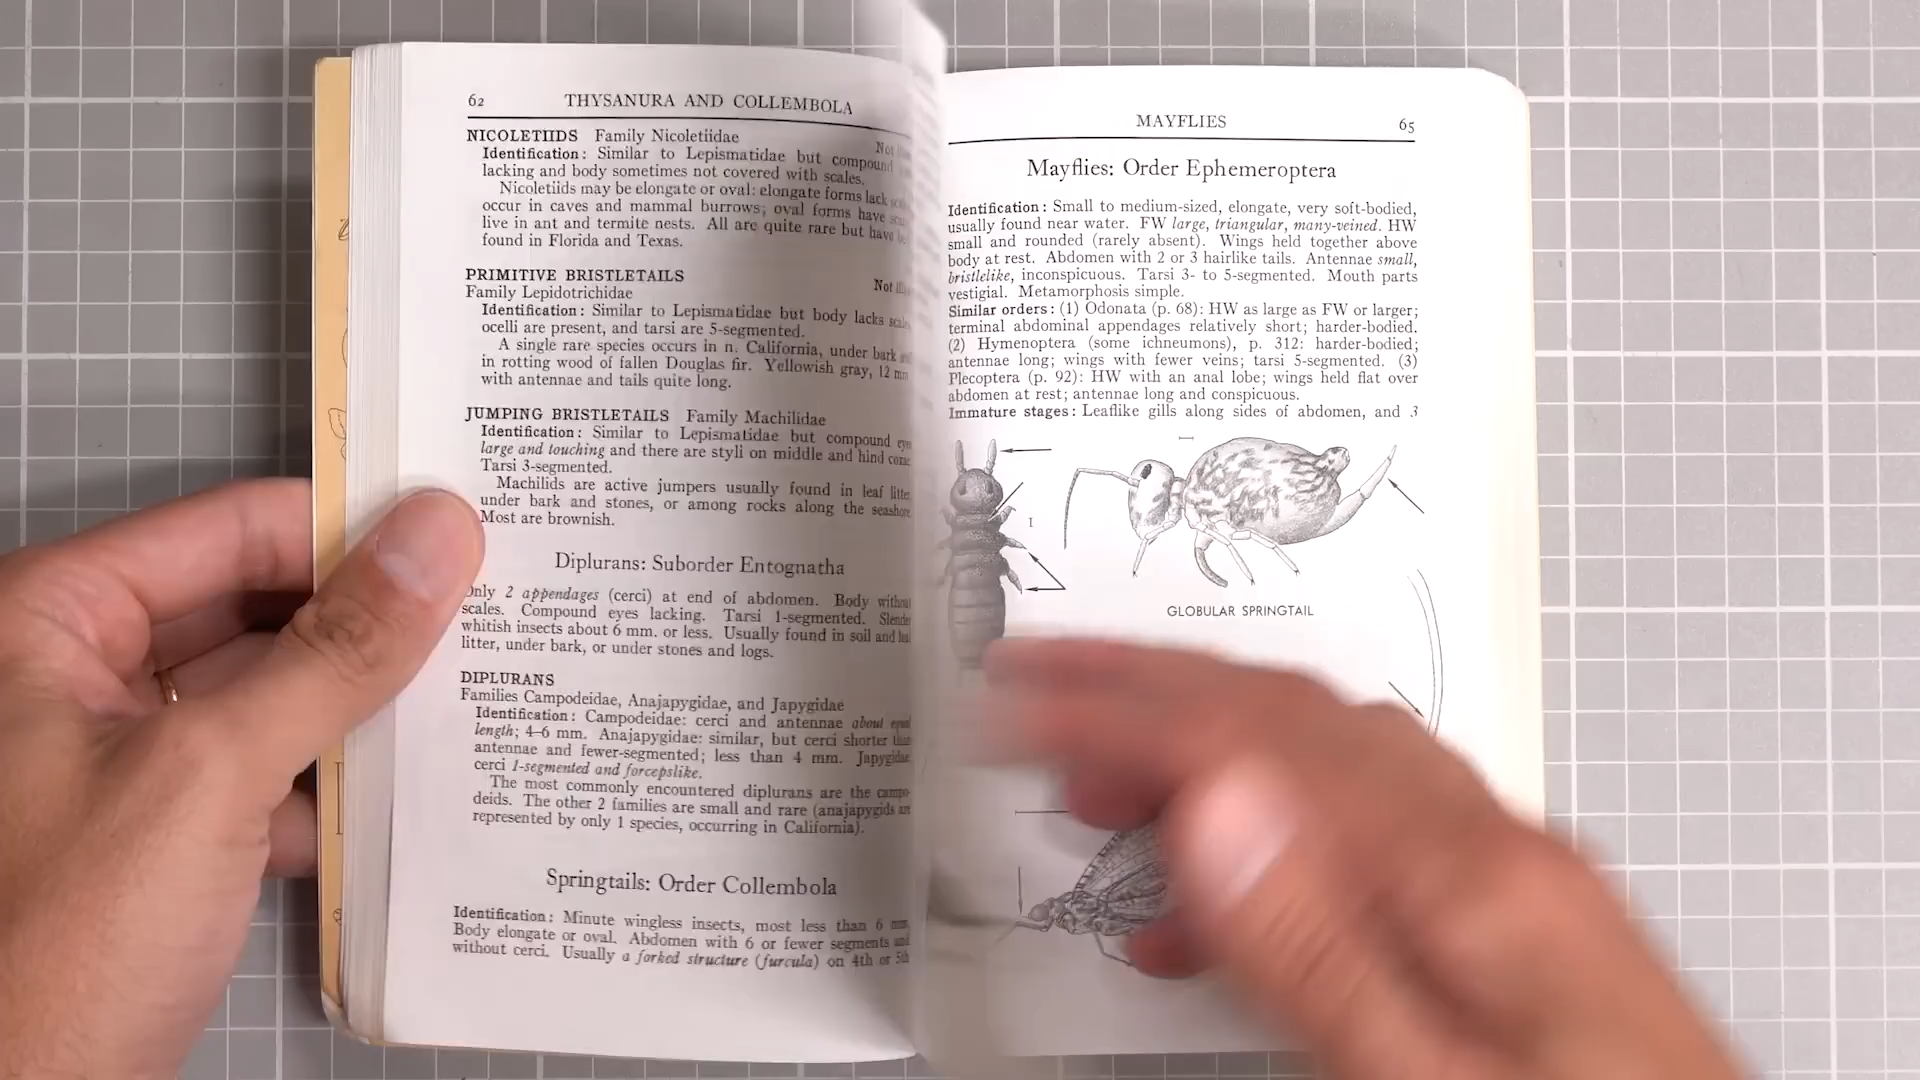 62 THYSANURA AND COLLEMBOLA
NICOLETIIDS Family Nicoletiidae
Not
Identification: Similar to Lepismatidae but compound
lacking and body sometimes not covered with scales.
Nicoletiids may be elongate or oval: elongate forms lack
occur in caves and mammal burrows; oval forms have
live in ant and termite nests. All are quite rare but have
found in Florida and Texas.
PRIMITIVE BRISTLETAILS
Not
Family Lepidotrichidae
Identification: Similar to Lepismatidae but body lacks
ocelli are present, and tarsi are 5-segmented.
A single rare species occurs in n. California, under bark
in rotting wood of fallen Douglas fir. Yellowish gray, 12
with antennae and tails quite long.
JUMPING BRISTLETAILS Family Machilidae
Identification: Similar to Lepismatidae but compound eyes
large and touching and there are styli on middle and hind
Tarsi 3-segmented.
Machilids are active jumpers usually found in leaf litter,
under bark and stones, or among rocks along the seashore.
Most are brownish.
Diplurans: Suborder Entognatha
Only 2 appendages (cerci) at end of abdomen. Body without
scales. Compound eyes lacking. Tarsi 1-segmented. Slender
whitish insects about 6 mm. or less. Usually found in soil and
litter, under bark, or under stones and logs.
DIPLURANS
Families Campodeidae, Anajapygidae, and Japygidae
Identification: Campodeidae: cerci and antennae about equal
length; 4–6 mm. Anajapygidae: similar, but cerci shorter than
antennae and fewer-segmented; less than 4 mm. Japygidae:
cerci 1-segmented and forcepslike.
The most commonly encountered diplurans are the campo-
deids. The other 2 families are small and rare (anajapygids are
represented by only 1 species, occurring in California).
Springtails: Order Collembola
Identification: Minute wingless insects, most less than 6 mm.
Body elongate or oval. Abdomen with 6 or fewer segments and
without cerci. Usually a forked structure (furcula) on 4th or 5th
MAYFLIES 65
Mayflies: Order Ephemeroptera
Identification: Small to medium-sized, elongate, very soft-bodied,
usually found near water. FW large, triangular, many-veined. HW
small and rounded (rarely absent). Wings held together above
body at rest. Abdomen with 2 or 3 hairlike tails. Antennae small,
bristlelike, inconspicuous. Tarsi 3- to 5-segmented. Mouth parts
vestigial. Metamorphosis simple.
Similar orders: (1) Odonata (p. 68): HW as large as FW or larger;
terminal abdominal appendages relatively short; harder-bodied.
(2) Hymenoptera (some ichneumons), p. 312: harder-bodied;
antennae long; wings with fewer veins; tarsi 5-segmented. (3)
Plecoptera (p. 92): HW with an anal lobe; wings held flat over
abdomen at rest; antennae long and conspicuous.
Immature stages: Leaflike gills along sides of abdomen, and 3
GLOBULAR SPRINGTAIL